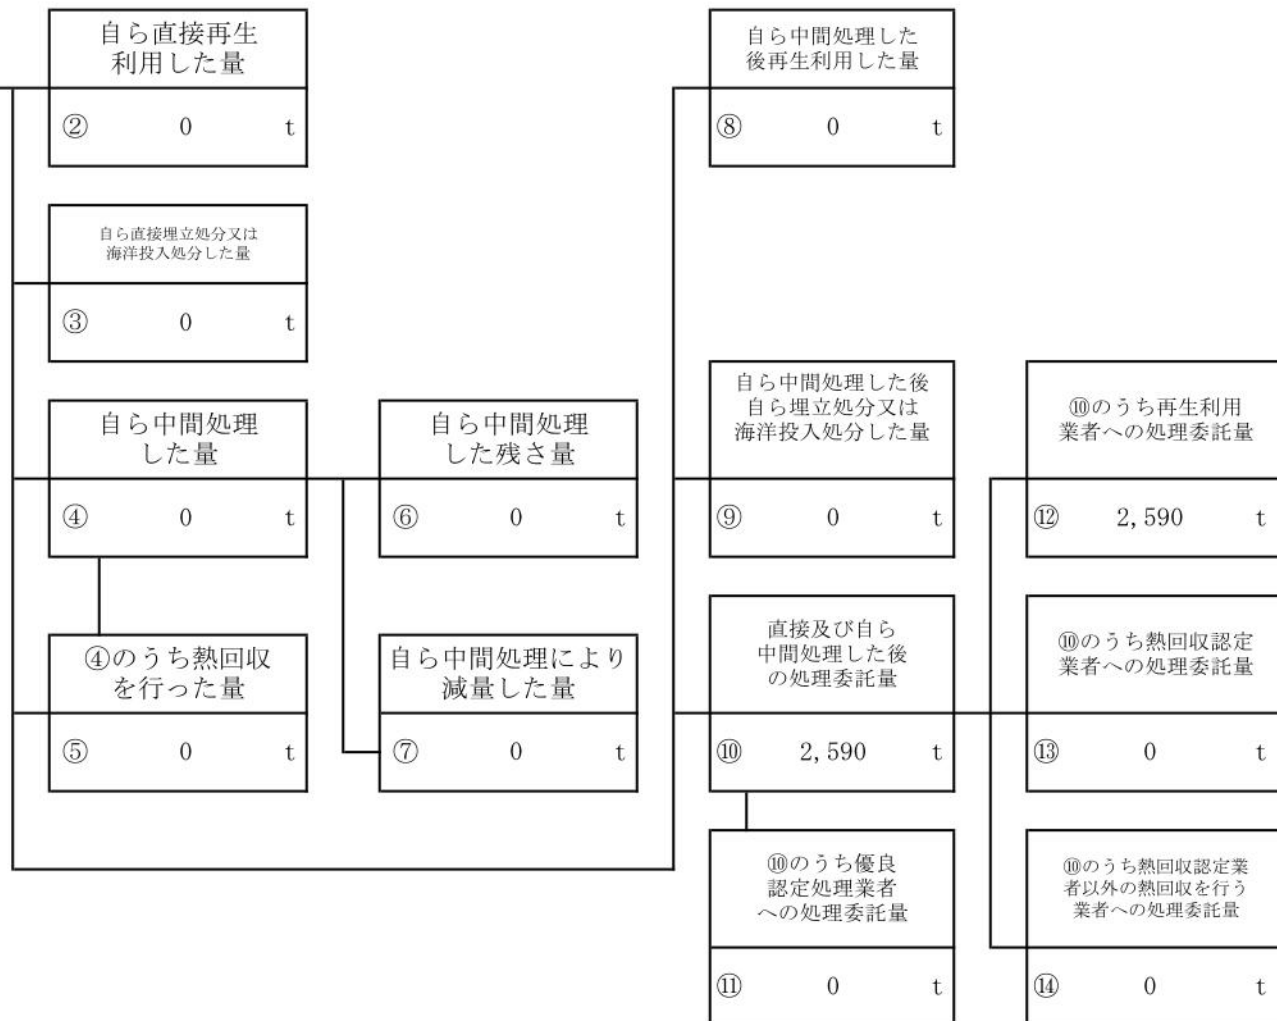 自ら直接再生
利用した量
② 0 t
自ら直接埋立処分又は
海洋投入処分した量
③ 0 t
自ら中間処理
した量
④ 0 t
④のうち熱回収
を行った量
⑤ 0 t
自ら中間処理
した残さ量
⑥ 0 t
自ら中間処理により
減量した量
⑦ 0 t
自ら中間処理した
後再生利用した量
⑧ 0 t
自ら中間処理した後
自ら埋立処分又は
海洋投入処分した量
⑨ 0 t
直接及び自ら
中間処理した後
の処理委託量
⑩ 2,590 t
⑩のうち優良
認定処理業者
への処理委託量
⑪ 0 t
⑩のうち再生利用
業者への処理委託量
⑫ 2,590 t
⑩のうち熱回収認定
業者への処理委託量
⑬ 0 t
⑩のうち熱回収認定業
者以外の熱回収を行う
業者への処理委託量
⑭ 0 t